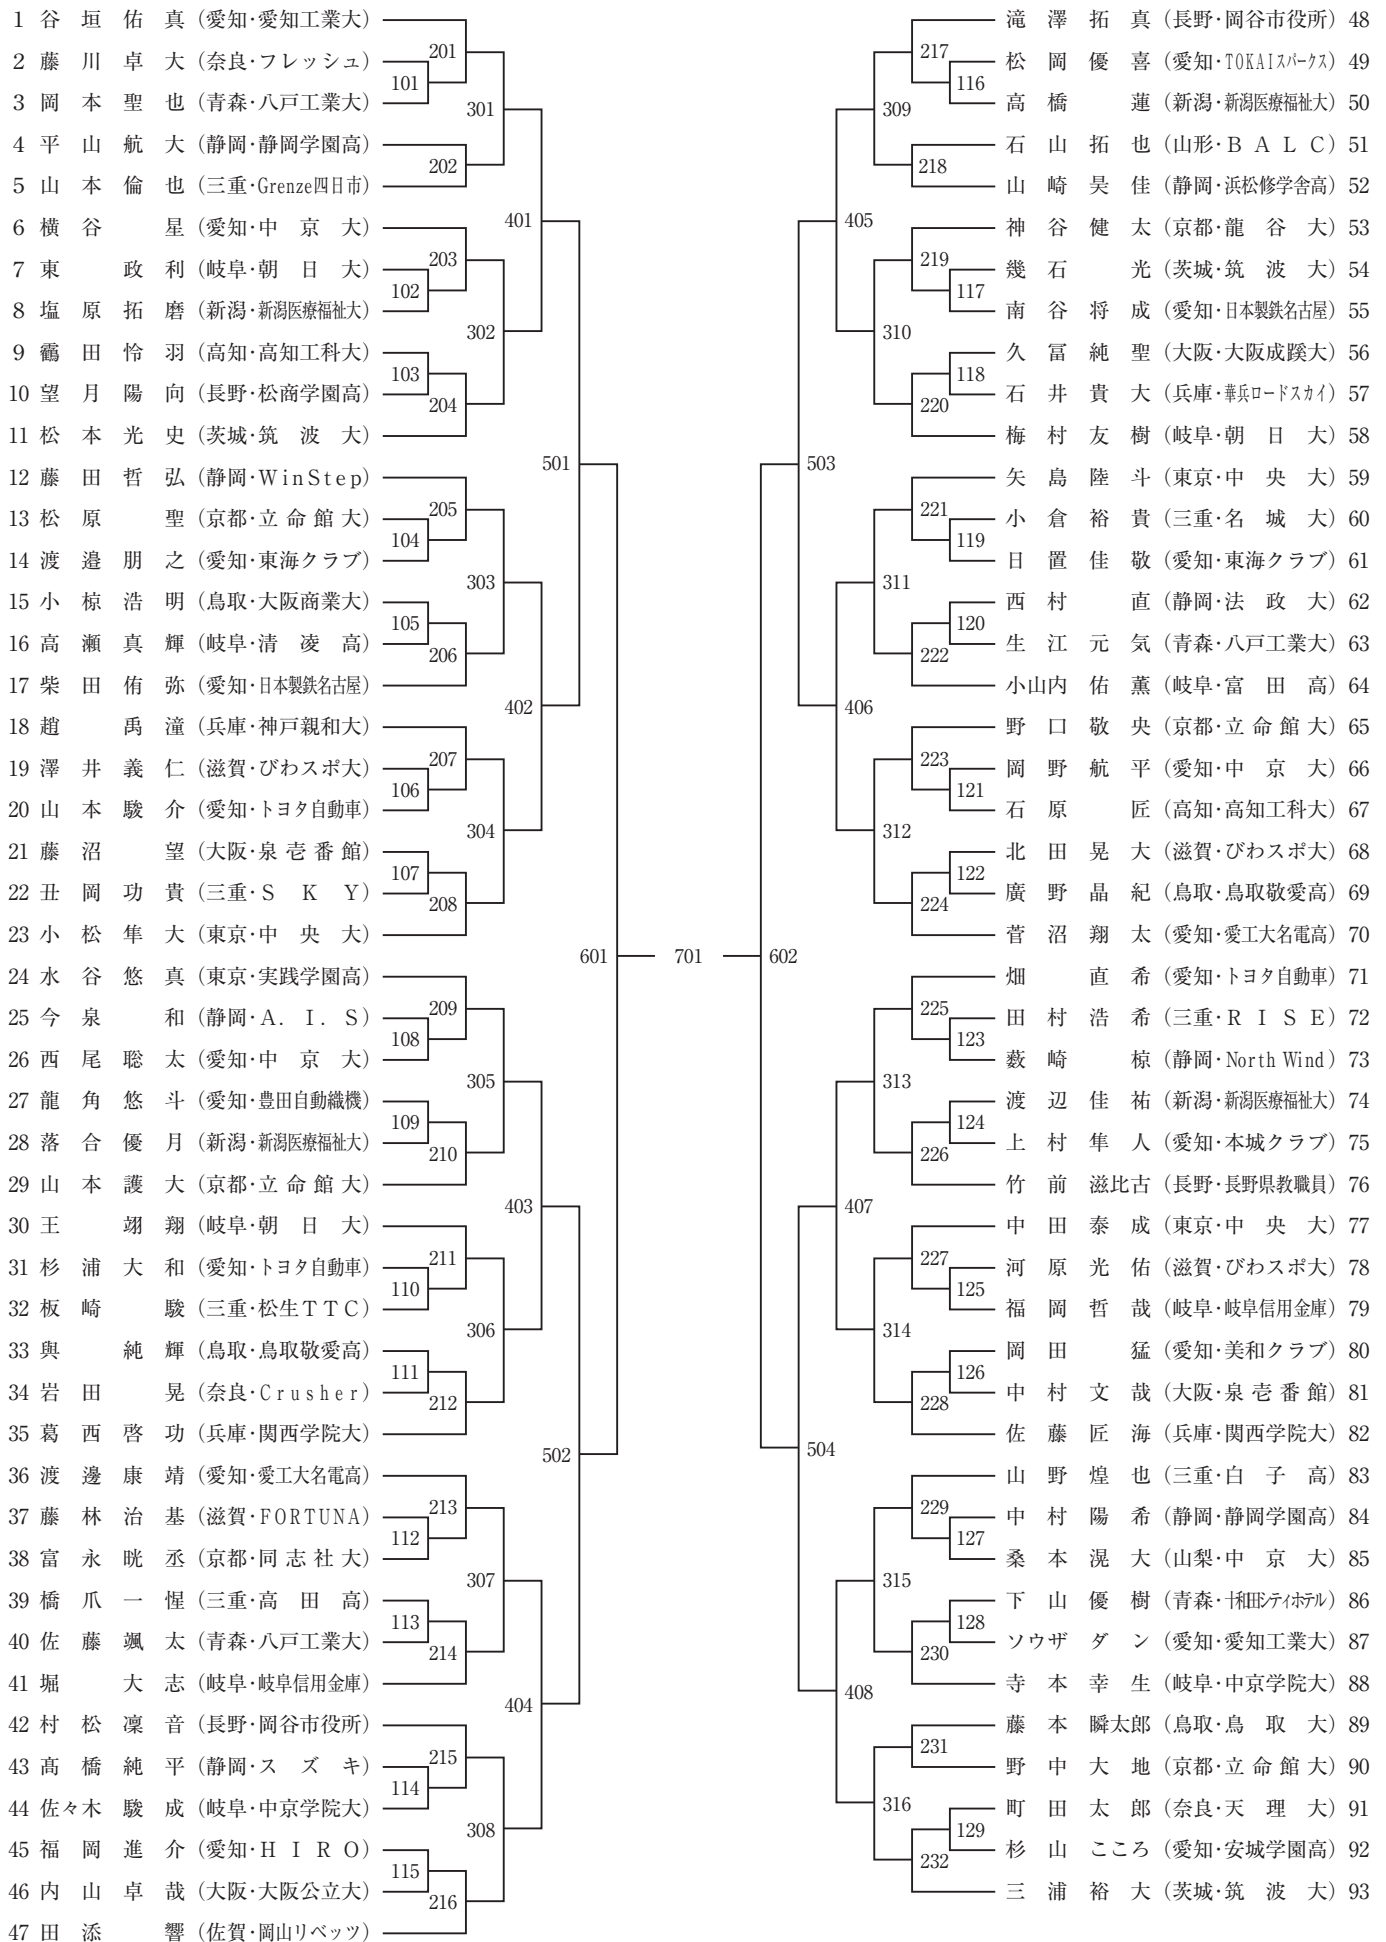 1 谷垣佑真 (愛知・愛知工業大)
2 藤川卓大 (奈良・フレッシュ)
3 岡本聖也 (青森・八戸工業大)
4 平山航大 (静岡・静岡学園高)
5 山本倫也 (三重・Grenze四日市)
6 横谷星 (愛知・中京大)
7 東政利 (岐阜・朝日大)
8 塩原拓磨 (新潟・新潟医療福祉大)
9 鸖田怜羽 (高知・高知工科大)
10 望月陽向 (長野・松商学園高)
11 松本光史 (茨城・筑波大)
12 藤田哲弘 (静岡・WinStep)
13 松原聖 (京都・立命館大)
14 渡邉朋之 (愛知・東海クラブ)
15 小椋浩明 (鳥取・大阪商業大)
16 高瀬真輝 (岐阜・清凌高)
17 柴田侑弥 (愛知・日本製鉄名古屋)
18 趙禹潼 (兵庫・神戸親和大)
19 澤井義仁 (滋賀・びわスポ大)
20 山本駿介 (愛知・トヨタ自動車)
21 藤沼望 (大阪・泉壱番館)
22 丑岡功貴 (三重・SKY)
23 小松隼大 (東京・中央大)
24 水谷悠真 (東京・実践学園高)
25 今泉和 (静岡・A.I.S)
26 西尾聡太 (愛知・中京大)
27 龍角悠斗 (愛知・豊田自動織機)
28 落合優月 (新潟・新潟医療福祉大)
29 山本護大 (京都・立命館大)
30 王翊翔 (岐阜・朝日大)
31 杉浦大和 (愛知・トヨタ自動車)
32 板崎駿 (三重・松生TTC)
33 與純輝 (鳥取・鳥取敬愛高)
34 岩田晃 (奈良・Crusher)
35 葛西啓功 (兵庫・関西学院大)
36 渡邊康靖 (愛知・愛工大名電高)
37 藤林治基 (滋賀・FORTUNA)
38 富永晄丞 (京都・同志社大)
39 橋爪一惺 (三重・高田高)
40 佐藤颯太 (青森・八戸工業大)
41 堀大志 (岐阜・岐阜信用金庫)
42 村松凜音 (長野・岡谷市役所)
43 髙橋純平 (静岡・スズキ)
44 佐々木駿成 (岐阜・中京学院大)
45 福岡進介 (愛知・HIRO)
46 内山卓哉 (大阪・大阪公立大)
47 田添響 (佐賀・岡山リベッツ)
101
102
103
104
105
106
107
108
109
110
111
112
113
114
115
201
202
203
204
205
206
207
208
209
210
211
212
213
214
215
216
301
302
303
304
305
306
307
308
401
402
403
404
501
502
601
701
602
503
504
405
406
407
408
309
310
311
312
313
314
315
316
217
218
219
220
221
222
223
224
225
226
227
228
229
230
231
232
116
117
118
119
120
121
122
123
124
125
126
127
128
129
滝澤拓真 (長野・岡谷市役所) 48
松岡優喜 (愛知・TOKAIスパークス) 49
高橋蓮 (新潟・新潟医療福祉大) 50
石山拓也 (山形・BALC) 51
山崎昊佳 (静岡・浜松修学舎高) 52
神谷健太 (京都・龍谷大) 53
幾石光 (茨城・筑波大) 54
南谷将成 (愛知・日本製鉄名古屋) 55
久冨純聖 (大阪・大阪成蹊大) 56
石井貴大 (兵庫・華兵ロードスカイ) 57
梅村友樹 (岐阜・朝日大) 58
矢島陸斗 (東京・中央大) 59
小倉裕貴 (三重・名城大) 60
日置佳敬 (愛知・東海クラブ) 61
西村直 (静岡・法政大) 62
生江元気 (青森・八戸工業大) 63
小山内佑薫 (岐阜・富田高) 64
野口敬央 (京都・立命館大) 65
岡野航平 (愛知・中京大) 66
石原匠 (高知・高知工科大) 67
北田晃大 (滋賀・びわスポ大) 68
廣野晶紀 (鳥取・鳥取敬愛高) 69
菅沼翔太 (愛知・愛工大名電高) 70
畑直希 (愛知・トヨタ自動車) 71
田村浩希 (三重・RISE) 72
薮崎椋 (静岡・North Wind) 73
渡辺佳祐 (新潟・新潟医療福祉大) 74
上村隼人 (愛知・本城クラブ) 75
竹前滋比古 (長野・長野県教職員) 76
中田泰成 (東京・中央大) 77
河原光佑 (滋賀・びわスポ大) 78
福岡哲哉 (岐阜・岐阜信用金庫) 79
岡田猛 (愛知・美和クラブ) 80
中村文哉 (大阪・泉壱番館) 81
佐藤匠海 (兵庫・関西学院大) 82
山野煌也 (三重・白子高) 83
中村陽希 (静岡・静岡学園高) 84
桑本滉大 (山梨・中京大) 85
下山優樹 (青森・十和田シティホテル) 86
ソウザダン (愛知・愛知工業大) 87
寺本幸生 (岐阜・中京学院大) 88
藤本瞬太郎 (鳥取・鳥取大) 89
野中大地 (京都・立命館大) 90
町田太郎 (奈良・天理大) 91
杉山こころ (愛知・安城学園高) 92
三浦裕大 (茨城・筑波大) 93